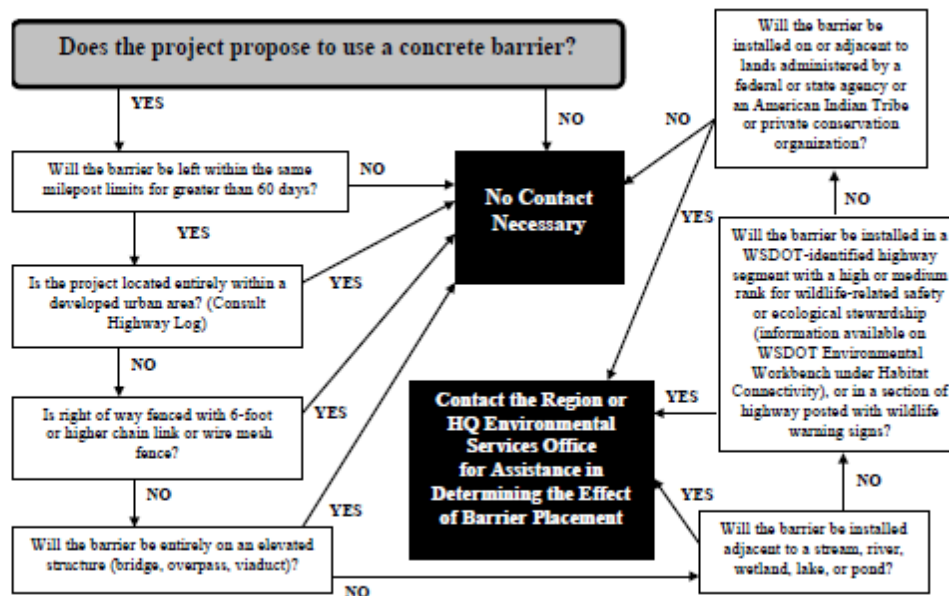 Does the project propose to use a concrete barrier?
YES
NO
Will the barrier be left within the same
milepost limits for greater than 60 days?
NO
YES
Is the project located entirely within a
developed urban area? (Consult
Highway Log)
YES
NO
Is right of way fenced with 6-foot
or higher chain link or wire mesh
fence?
YES
NO
Will the barrier be entirely on an elevated
structure (bridge, overpass, viaduct)?
YES
NO
No Contact
Necessary
Contact the Region or
HQ Environmental
Services Office
for Assistance in
Determining the Effect
of Barrier Placement
Will the barrier be
installed on or adjacent to
lands administered by a
federal or state agency or
an American Indian Tribe
or private conservation
organization?
NO
YES
NO
Will the barrier be installed in a
WSDOT-identified highway
segment with a high or medium
rank for wildlife-related safety
or ecological stewardship
(information available on
WSDOT Environmental
Workbench under Habitat
Connectivity), or in a section
of highway posted with wildlife
warning signs?
YES
NO
Will the barrier be installed
adjacent to a stream, river,
wetland, lake, or pond?
YES